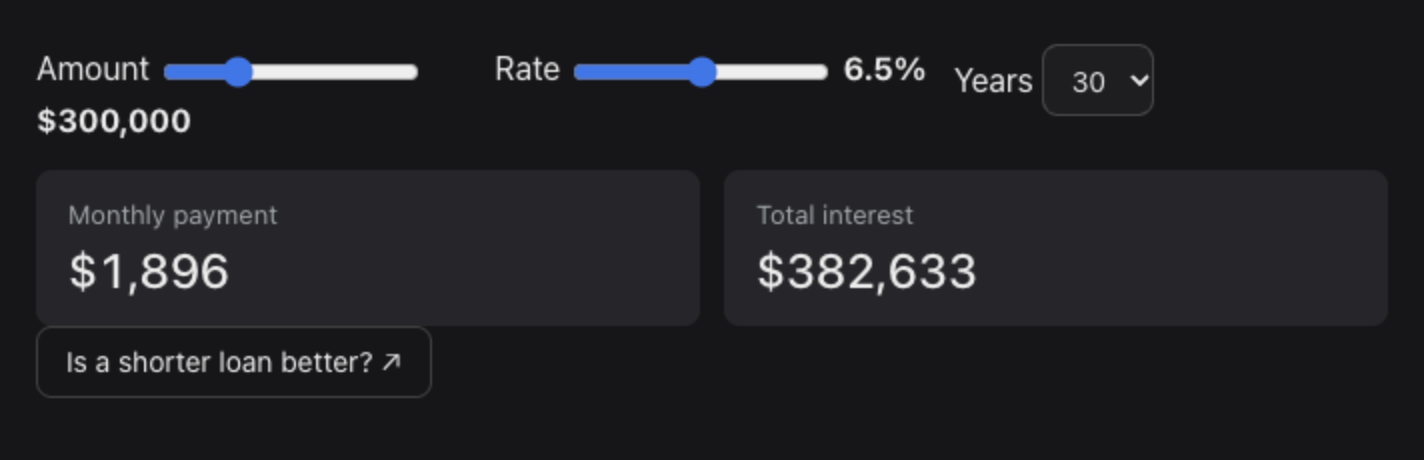 Amount
$300,000
Rate 6.5%
Years 30
Monthly payment
$1,896
Total interest
$382,633
Is a shorter loan better? ↗